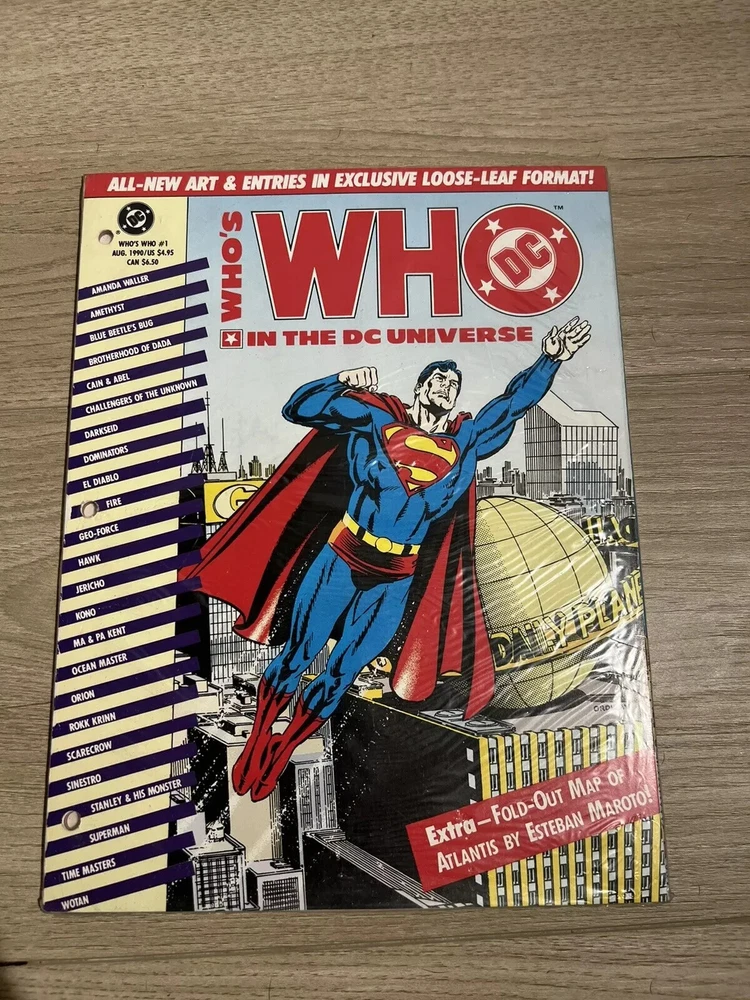 ALL-NEW ART & ENTRIES IN EXCLUSIVE LOOSE-LEAF FORMAT!
DC
WHO'S WHO #1
AUG. 1990/US $4.95
CAN $6.50
WHO'S
WHO
DC
TM
IN THE DC UNIVERSE
AMANDA WALLER
AMETHYST
BLUE BEETLE'S BUG
BROTHERHOOD OF DADA
CAIN & ABEL
CHALLENGERS OF THE UNKNOWN
DARKSEID
DOMINATORS
EL DIABLO
FIRE
GEO-FORCE
HAWK
JERICHO
KONO
MA & PA KENT
OCEAN MASTER
ORION
ROKK KRINN
SCARECROW
SINESTRO
STANLEY & HIS MONSTER
SUPERMAN
TIME MASTERS
WOTAN
S
G
DAILY PLANE
Extra—FOLD-OUT MAP OF
ATLANTIS BY ESTEBAN MAROTO!